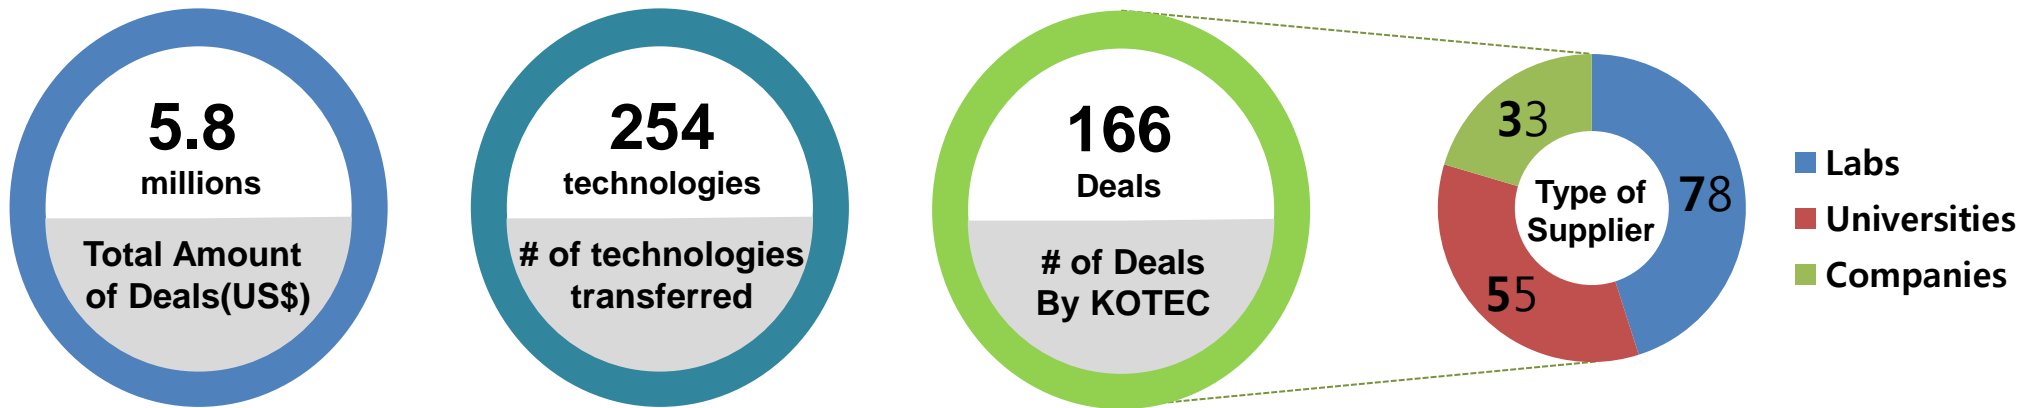 5.8
millions
Total Amount
of Deals(US$)
254
technologies
# of technologies
transferred
166
Deals
# of Deals
By KOTEC
33
78
55
Type of
Supplier
Labs
Universities
Companies